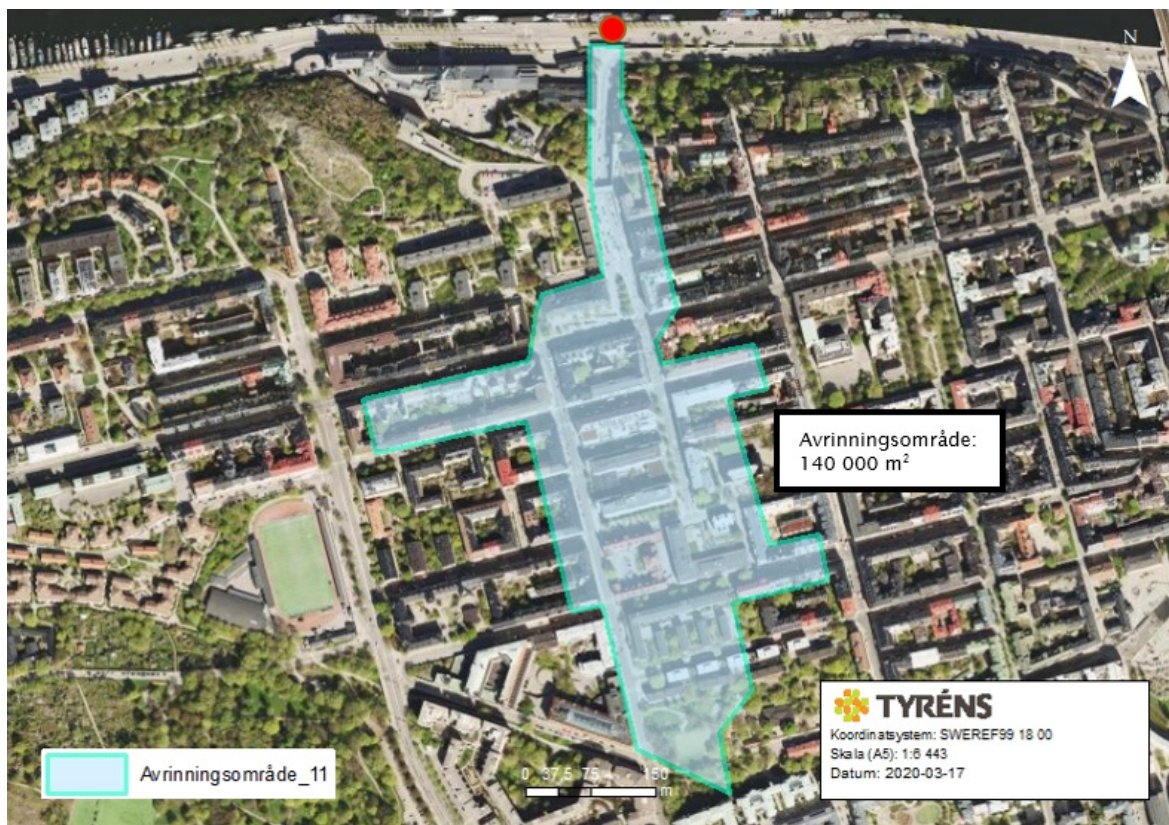 N
Avrinningsområde:
140 000 m²
TYRÉNS
Koordinatsystem: SWEREF99 18 00
Skala (A5): 1:6 443
Datum: 2020-03-17
Avrinningsområde_11
0 37,5 75 150
m